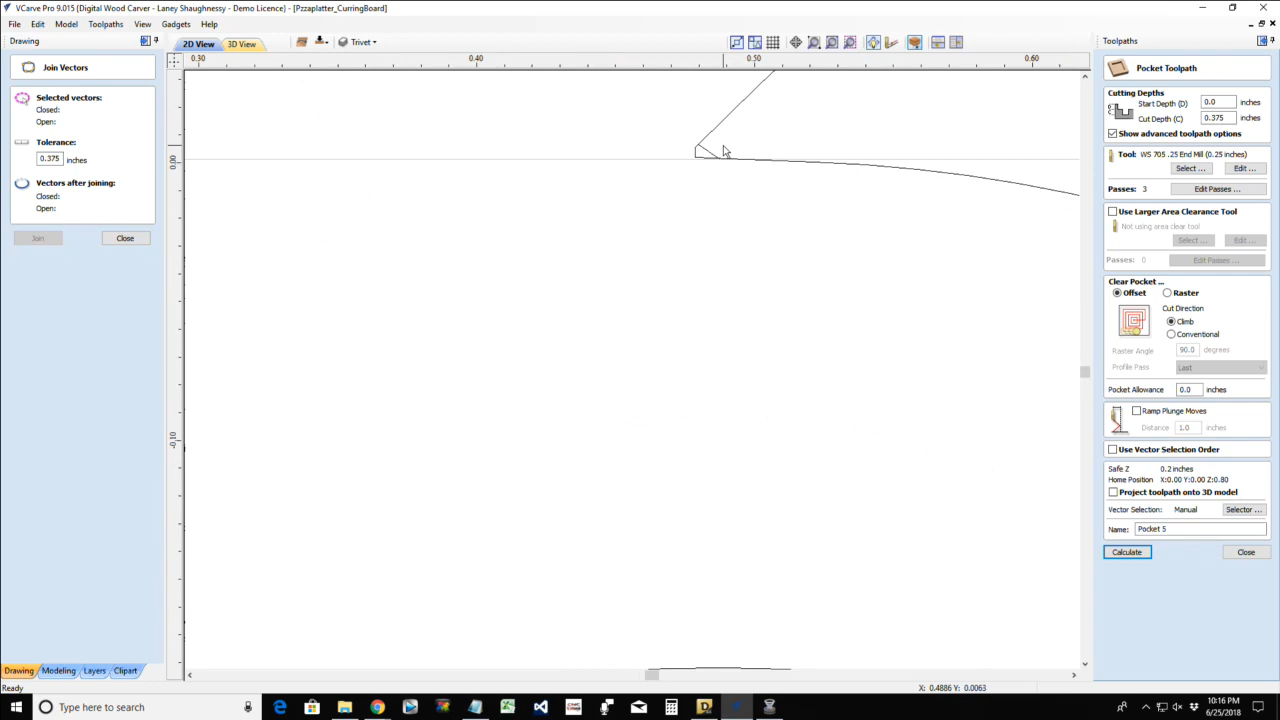 VCarve Pro 9.015 {Digital Wood Carver - Laney Shaughnessy - Demo Licence} - [Pzzaplatter_CurringBoard]
File Edit Model Toolpaths View Gadgets Help
Drawing
2D View 3D View
Trivet
Toolpaths
0.30 0.40 0.50 0.60
0.00
-0.10
Join Vectors
Selected vectors:
Closed:
Open:
Tolerance:
0.375 inches
Vectors after joining:
Closed:
Open:
Join Close
Pocket Toolpath
Cutting Depths
Start Depth (D) 0.0 inches
Cut Depth (C) 0.375 inches
Show advanced toolpath options
Tool: WS 705 .25 End Mill (0.25 inches)
Select ... Edit ...
Passes: 3 Edit Passes ...
Use Larger Area Clearance Tool
Not using area clear tool
Select ... Edit ...
Passes: 0 Edit Passes ...
Clear Pocket ...
Offset Raster
Cut Direction
Climb
Conventional
Raster Angle 90.0 degrees
Profile Pass Last
Pocket Allowance 0.0 inches
Ramp Plunge Moves
Distance 1.0 inches
Use Vector Selection Order
Safe Z 0.2 inches
Home Position X:0.00 Y:0.00 Z:0.80
Project toolpath onto 3D model
Vector Selection: Manual Selector ...
Name: Pocket 5
Calculate Close
Drawing Modeling Layers Clipart
Ready
X: 0.4886 Y: 0.0063
Type here to search
10:16 PM
6/25/2018